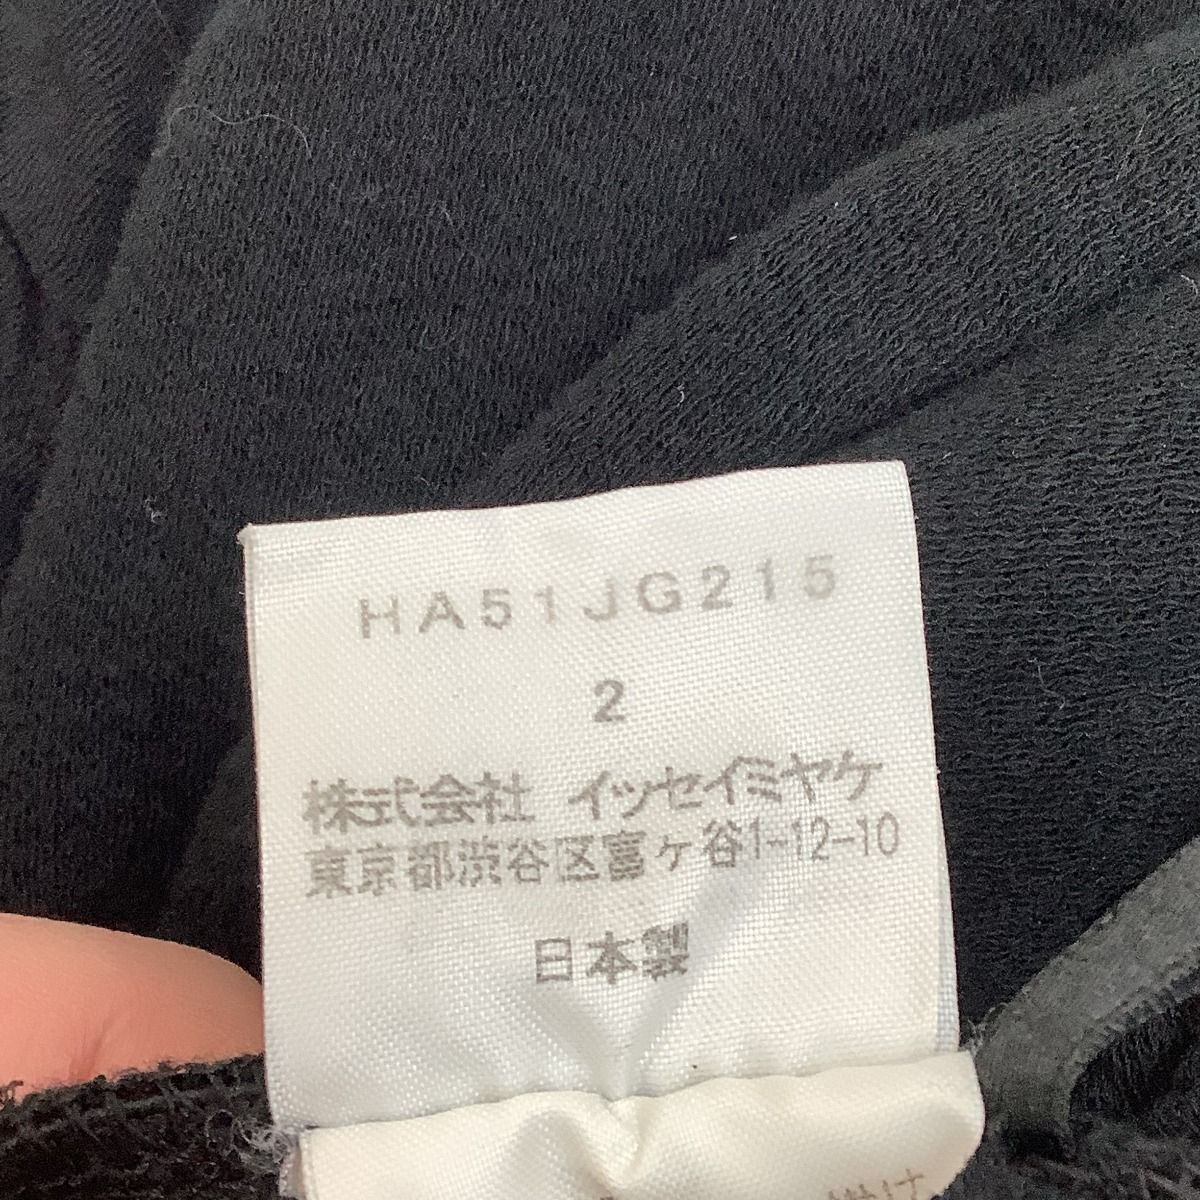 HA51JG215
2
株式会社 イッセイミヤケ
東京都渋谷区富ヶ谷1-12-10
日本製